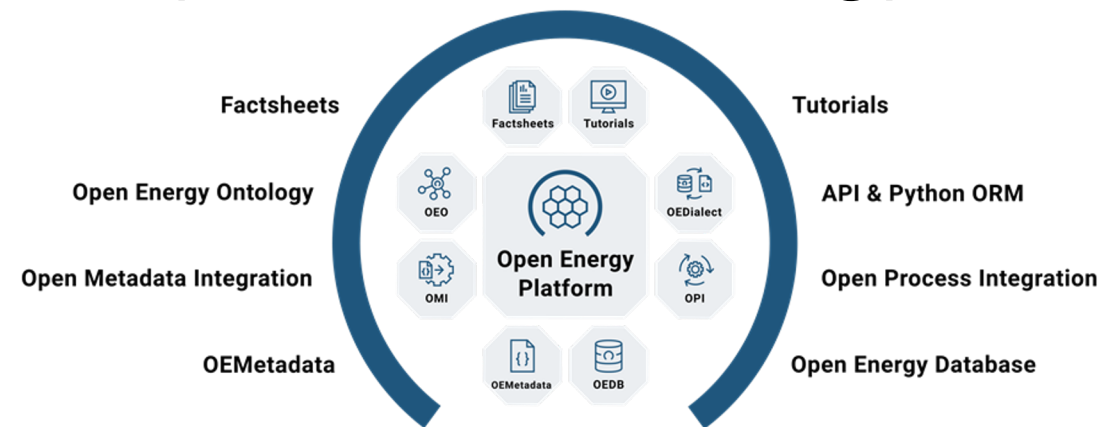 Factsheets
Tutorials
Factsheets
Tutorials
Open Energy Ontology
OEO
OEDialect
API & Python ORM
Open Energy
Platform
Open Metadata Integration
OMI
OPI
Open Process Integration
OEMetadata
OEMetadata
OEDB
Open Energy Database